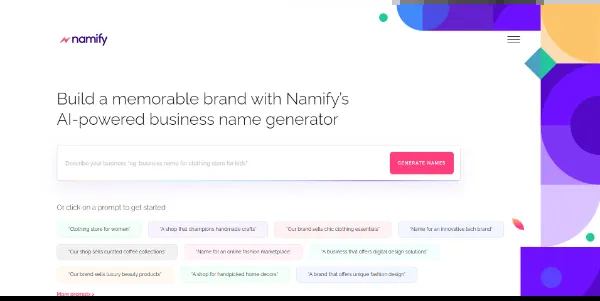 namify
Build a memorable brand with Namify's
AI-powered business name generator
Describe your business "eg: business name for clothing store for kids"
GENERATE NAMES
Or click on a prompt to get started
"Clothing store for women" "A shop that champions handmade crafts" "Our brand sells chic clothing essentials" "Name for an innovative tech brand"
"Our shop sells curated coffee collections" "Name for an online fashion marketplace" "A business that offers digital design solutions"
"Our brand sells luxury beauty products" "A shop for handpicked home decors" "A brand that offers unique fashion design"
More prompts >